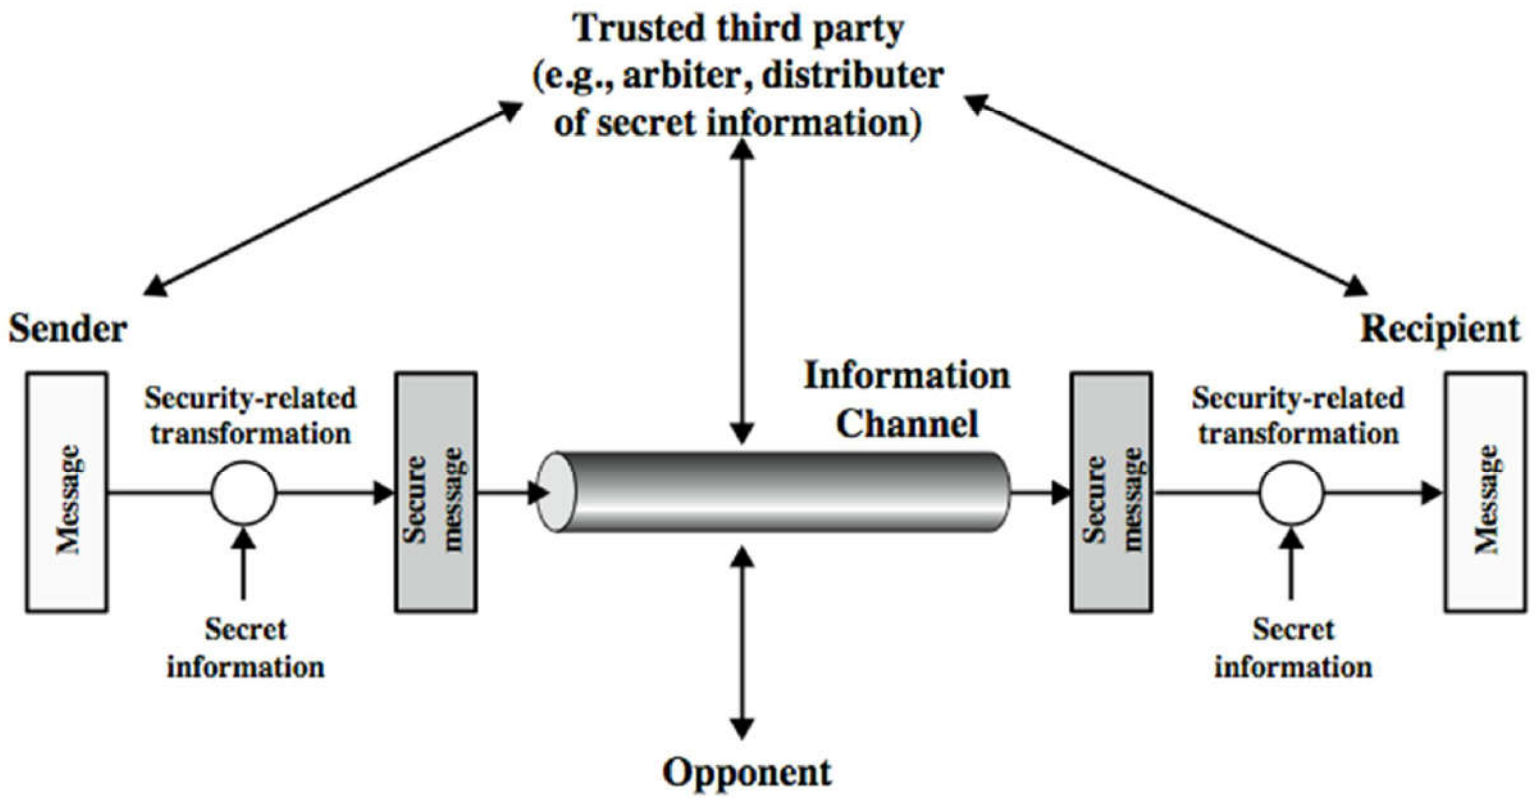 Trusted third party
(e.g., arbiter, distributer
of secret information)
Sender
Recipient
Information
Channel
Security-related
transformation
Security-related
transformation
Message
Secure
message
Secure
message
Message
Secret
information
Secret
information
Opponent